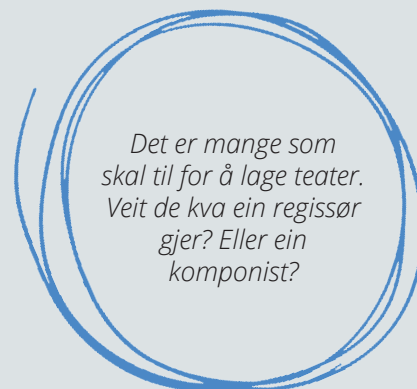 Det er mange som
skal til for å lage teater.
Veit de kva ein regissør
gjer? Eller ein
komponist?